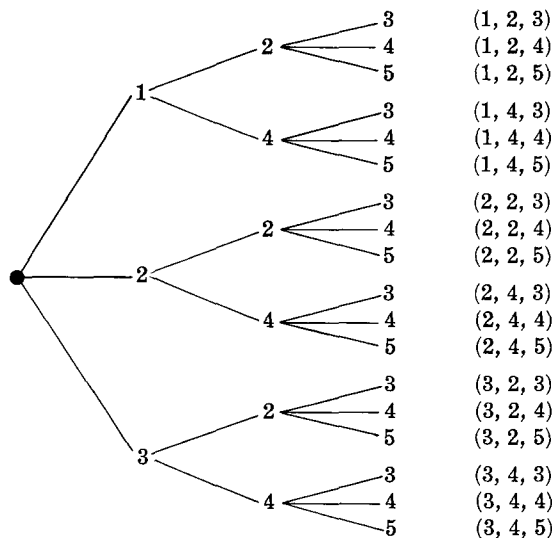 3 (1, 2, 3)
2 4 (1, 2, 4)
5 (1, 2, 5)
1
3 (1, 4, 3)
4 4 (1, 4, 4)
5 (1, 4, 5)
3 (2, 2, 3)
2 4 (2, 2, 4)
5 (2, 2, 5)
2
3 (2, 4, 3)
4 4 (2, 4, 4)
5 (2, 4, 5)
3 (3, 2, 3)
2 4 (3, 2, 4)
5 (3, 2, 5)
3
3 (3, 4, 3)
4 4 (3, 4, 4)
5 (3, 4, 5)